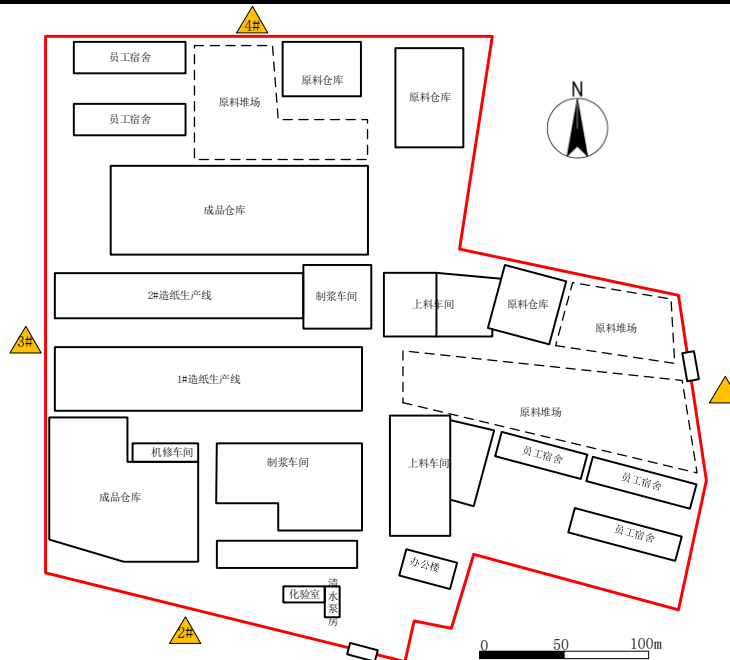 4#
N
员工宿舍
原料仓库
原料堆场
原料仓库
员工宿舍
成品仓库
2#造纸生产线
制浆车间
上料车间
原料仓库
原料堆场
3#
1#造纸生产线
原料堆场
机修车间
制浆车间
上料车间
员工宿舍
员工宿舍
成品仓库
员工宿舍
办公楼
化验室
清水泵房
2#
0
50
100m